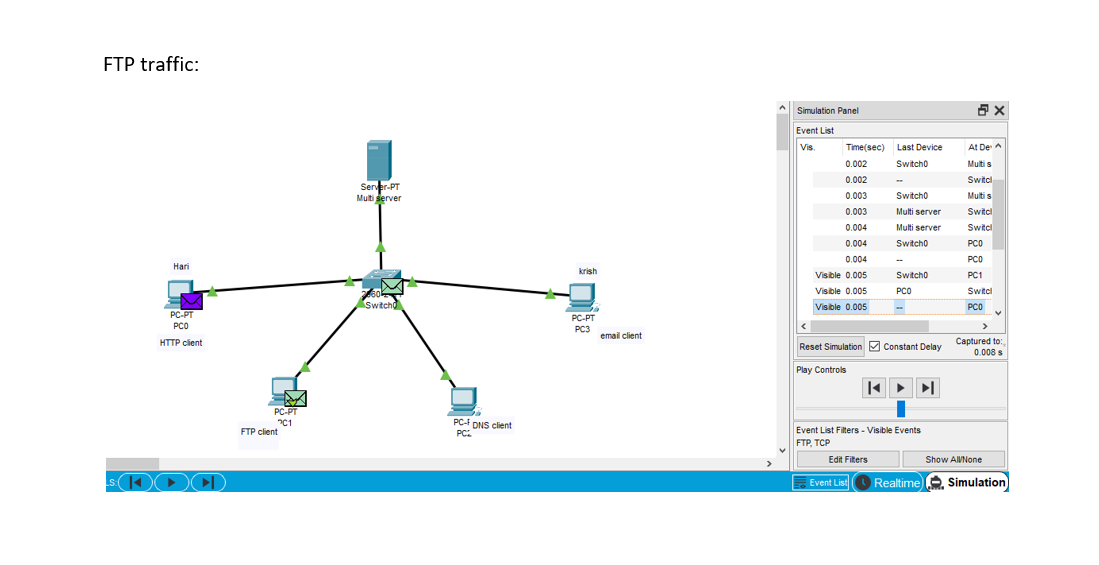 FTP traffic:
Simulation Panel
Event List
Vis. Time(sec) Last Device At Dev
0.002 Switch0 Multi s
0.002 -- Switcl
0.003 Switch0 Multi s
0.003 Multi server Switcl
0.004 Multi server Switcl
0.004 Switch0 PC0
0.004 -- PC0
Visible 0.005 Switch0 PC1
Visible 0.005 PC0 Switcl
Visible 0.005 -- PC0
Reset Simulation Constant Delay Captured to:
0.008 s
Play Controls
Event List Filters - Visible Events
FTP, TCP
Edit Filters Show All/None
Event List Realtime Simulation
Server-PT
Multi server
Hari
PC-PT
PC0
HTTP client
Switch0
krish
PC-PT
PC3
email client
PC-PT
PC1
FTP client
DNS client